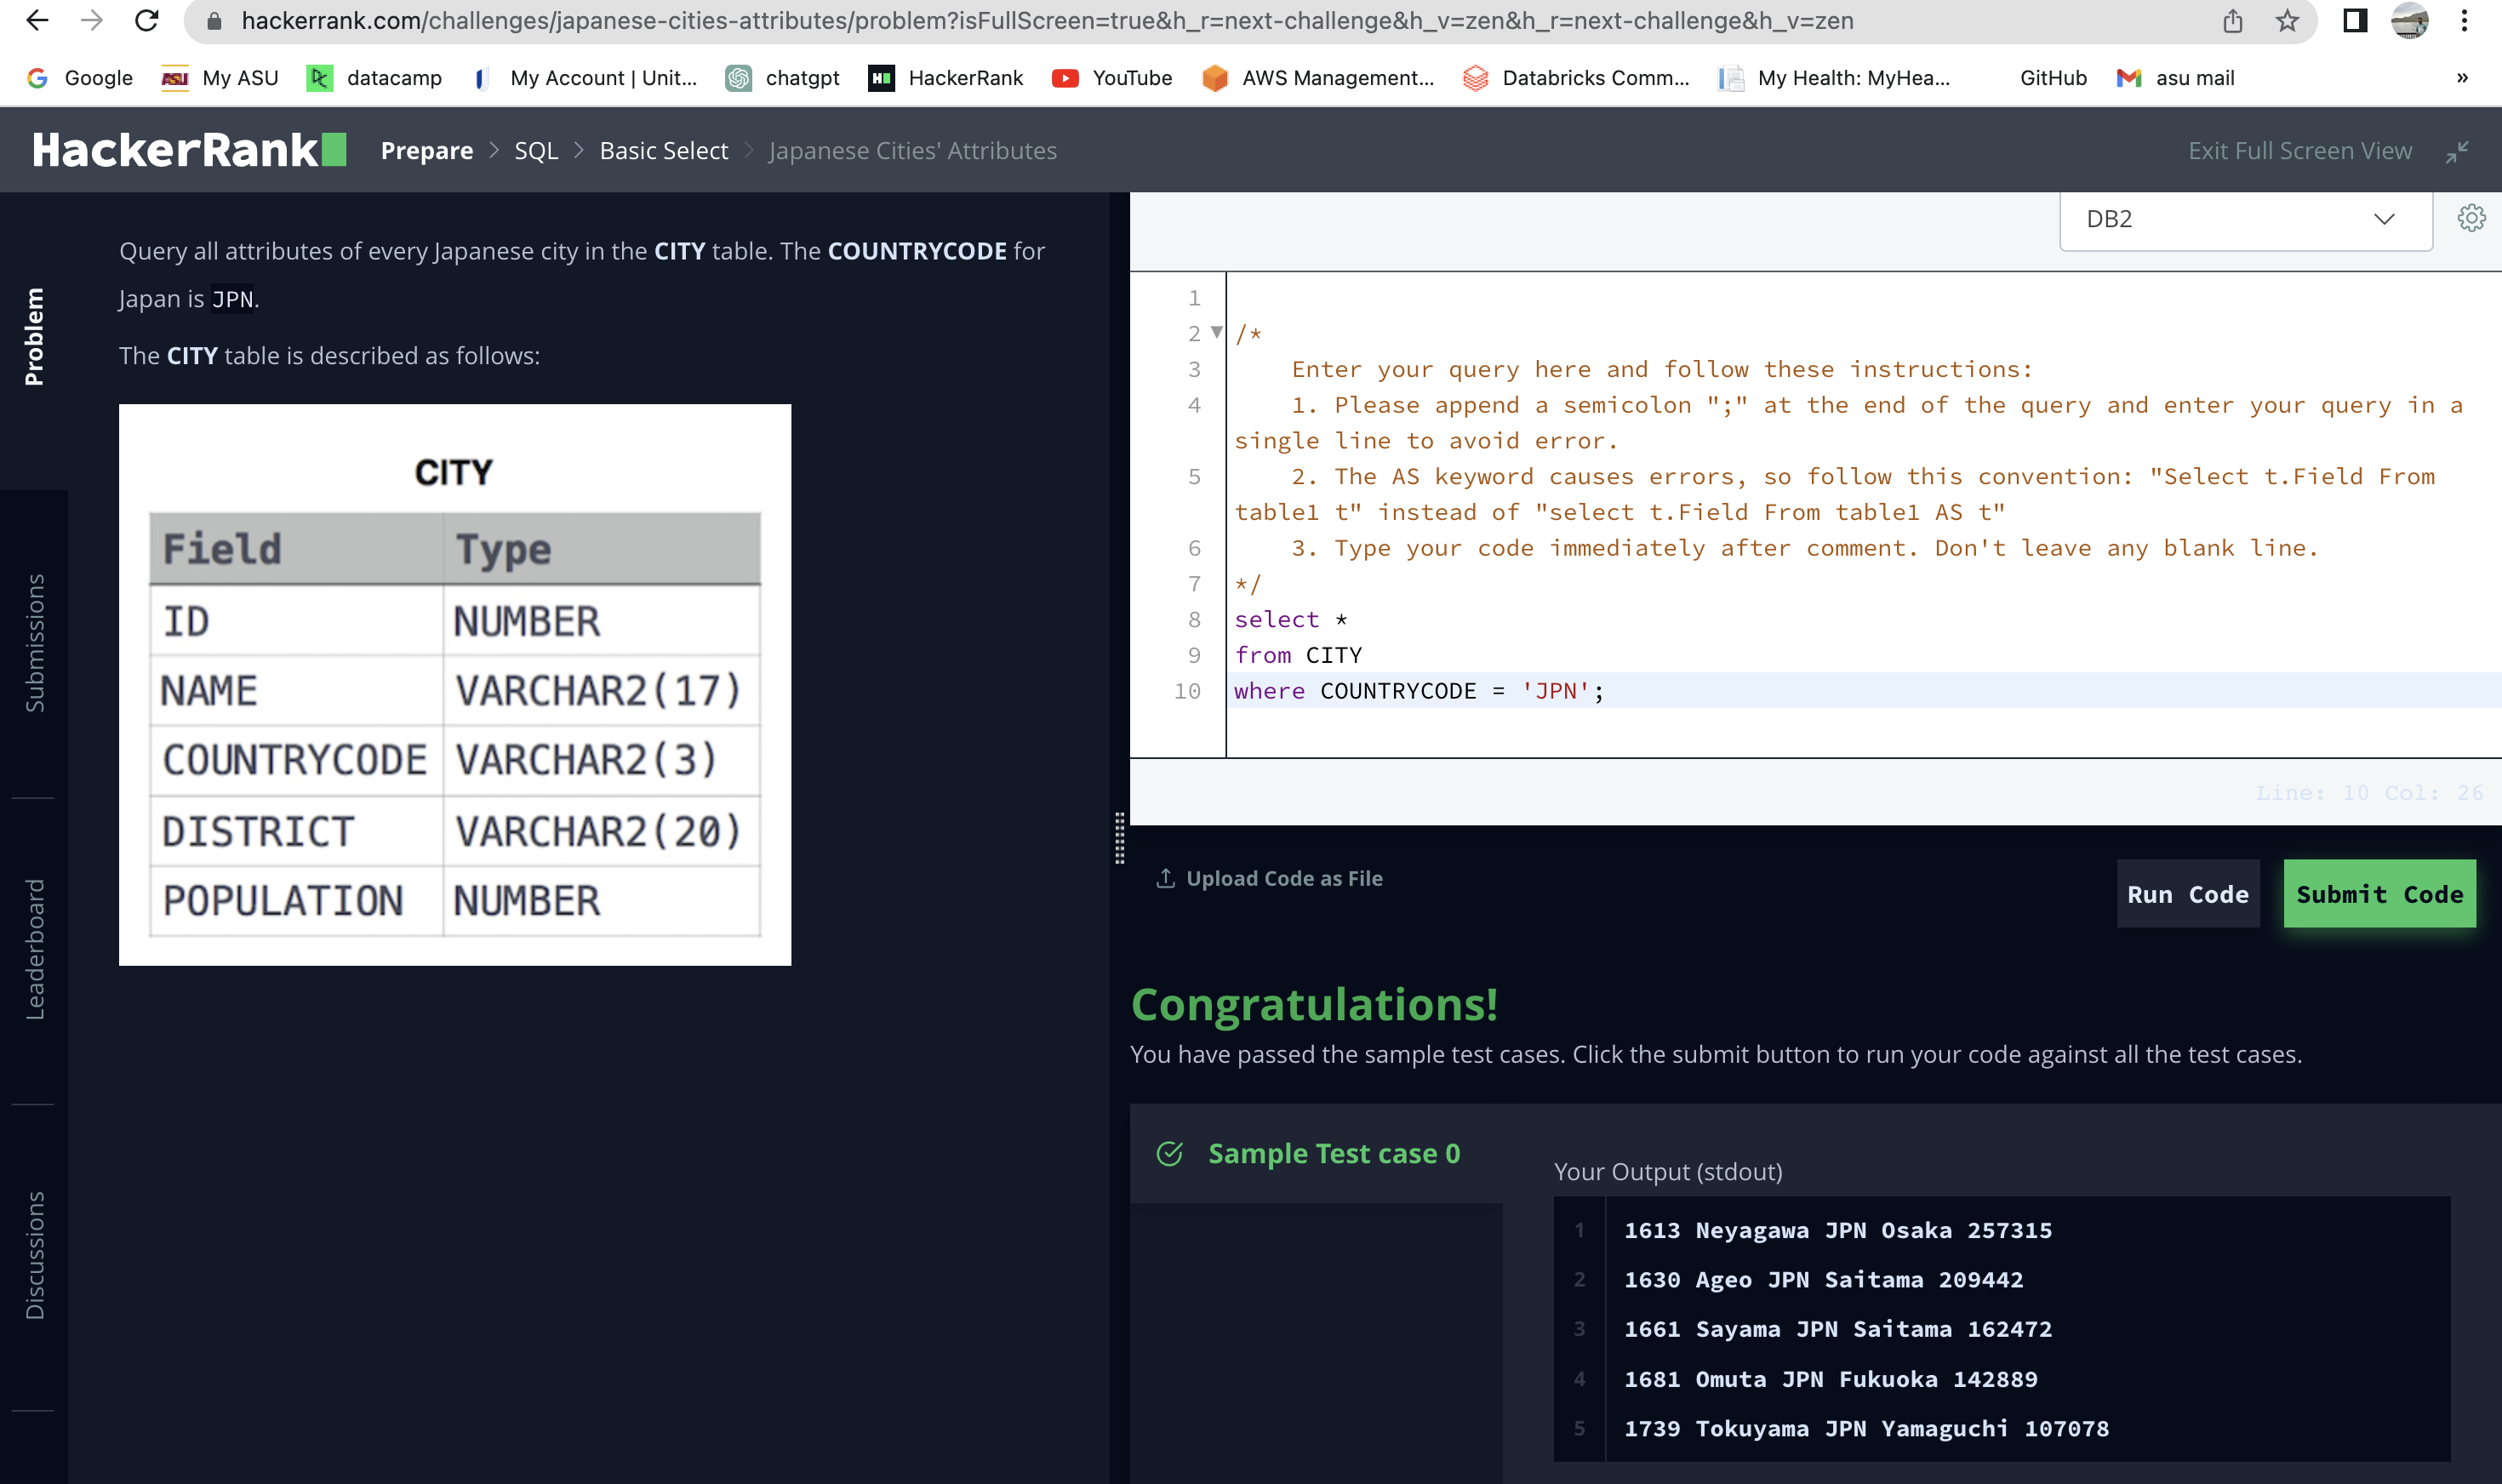 hackerrank.com/challenges/japanese-cities-attributes/problem?isFullScreen=true&h_r=next-challenge&h_v=zen&h_r=next-challenge&h_v=zen
Google My ASU datacamp My Account | Unit... chatgpt HackerRank YouTube AWS Management... Databricks Comm... My Health: MyHea... GitHub asu mail »
HackerRank Prepare > SQL > Basic Select > Japanese Cities' Attributes Exit Full Screen View
Problem
Submissions
Leaderboard
Discussions
Query all attributes of every Japanese city in the CITY table. The COUNTRYCODE for
Japan is JPN.
The CITY table is described as follows:
CITY
Field Type
ID NUMBER
NAME VARCHAR2(17)
COUNTRYCODE VARCHAR2(3)
DISTRICT VARCHAR2(20)
POPULATION NUMBER
DB2
1
2 /*
3 Enter your query here and follow these instructions:
4 1. Please append a semicolon ";" at the end of the query and enter your query in a
single line to avoid error.
5 2. The AS keyword causes errors, so follow this convention: "Select t.Field From
table1 t" instead of "select t.Field From table1 AS t"
6 3. Type your code immediately after comment. Don't leave any blank line.
7 */
8 select *
9 from CITY
10 where COUNTRYCODE = 'JPN';
Line: 10 Col: 26
Upload Code as File
Run Code Submit Code
Congratulations!
You have passed the sample test cases. Click the submit button to run your code against all the test cases.
Sample Test case 0
Your Output (stdout)
1 1613 Neyagawa JPN Osaka 257315
2 1630 Ageo JPN Saitama 209442
3 1661 Sayama JPN Saitama 162472
4 1681 Omuta JPN Fukuoka 142889
5 1739 Tokuyama JPN Yamaguchi 107078